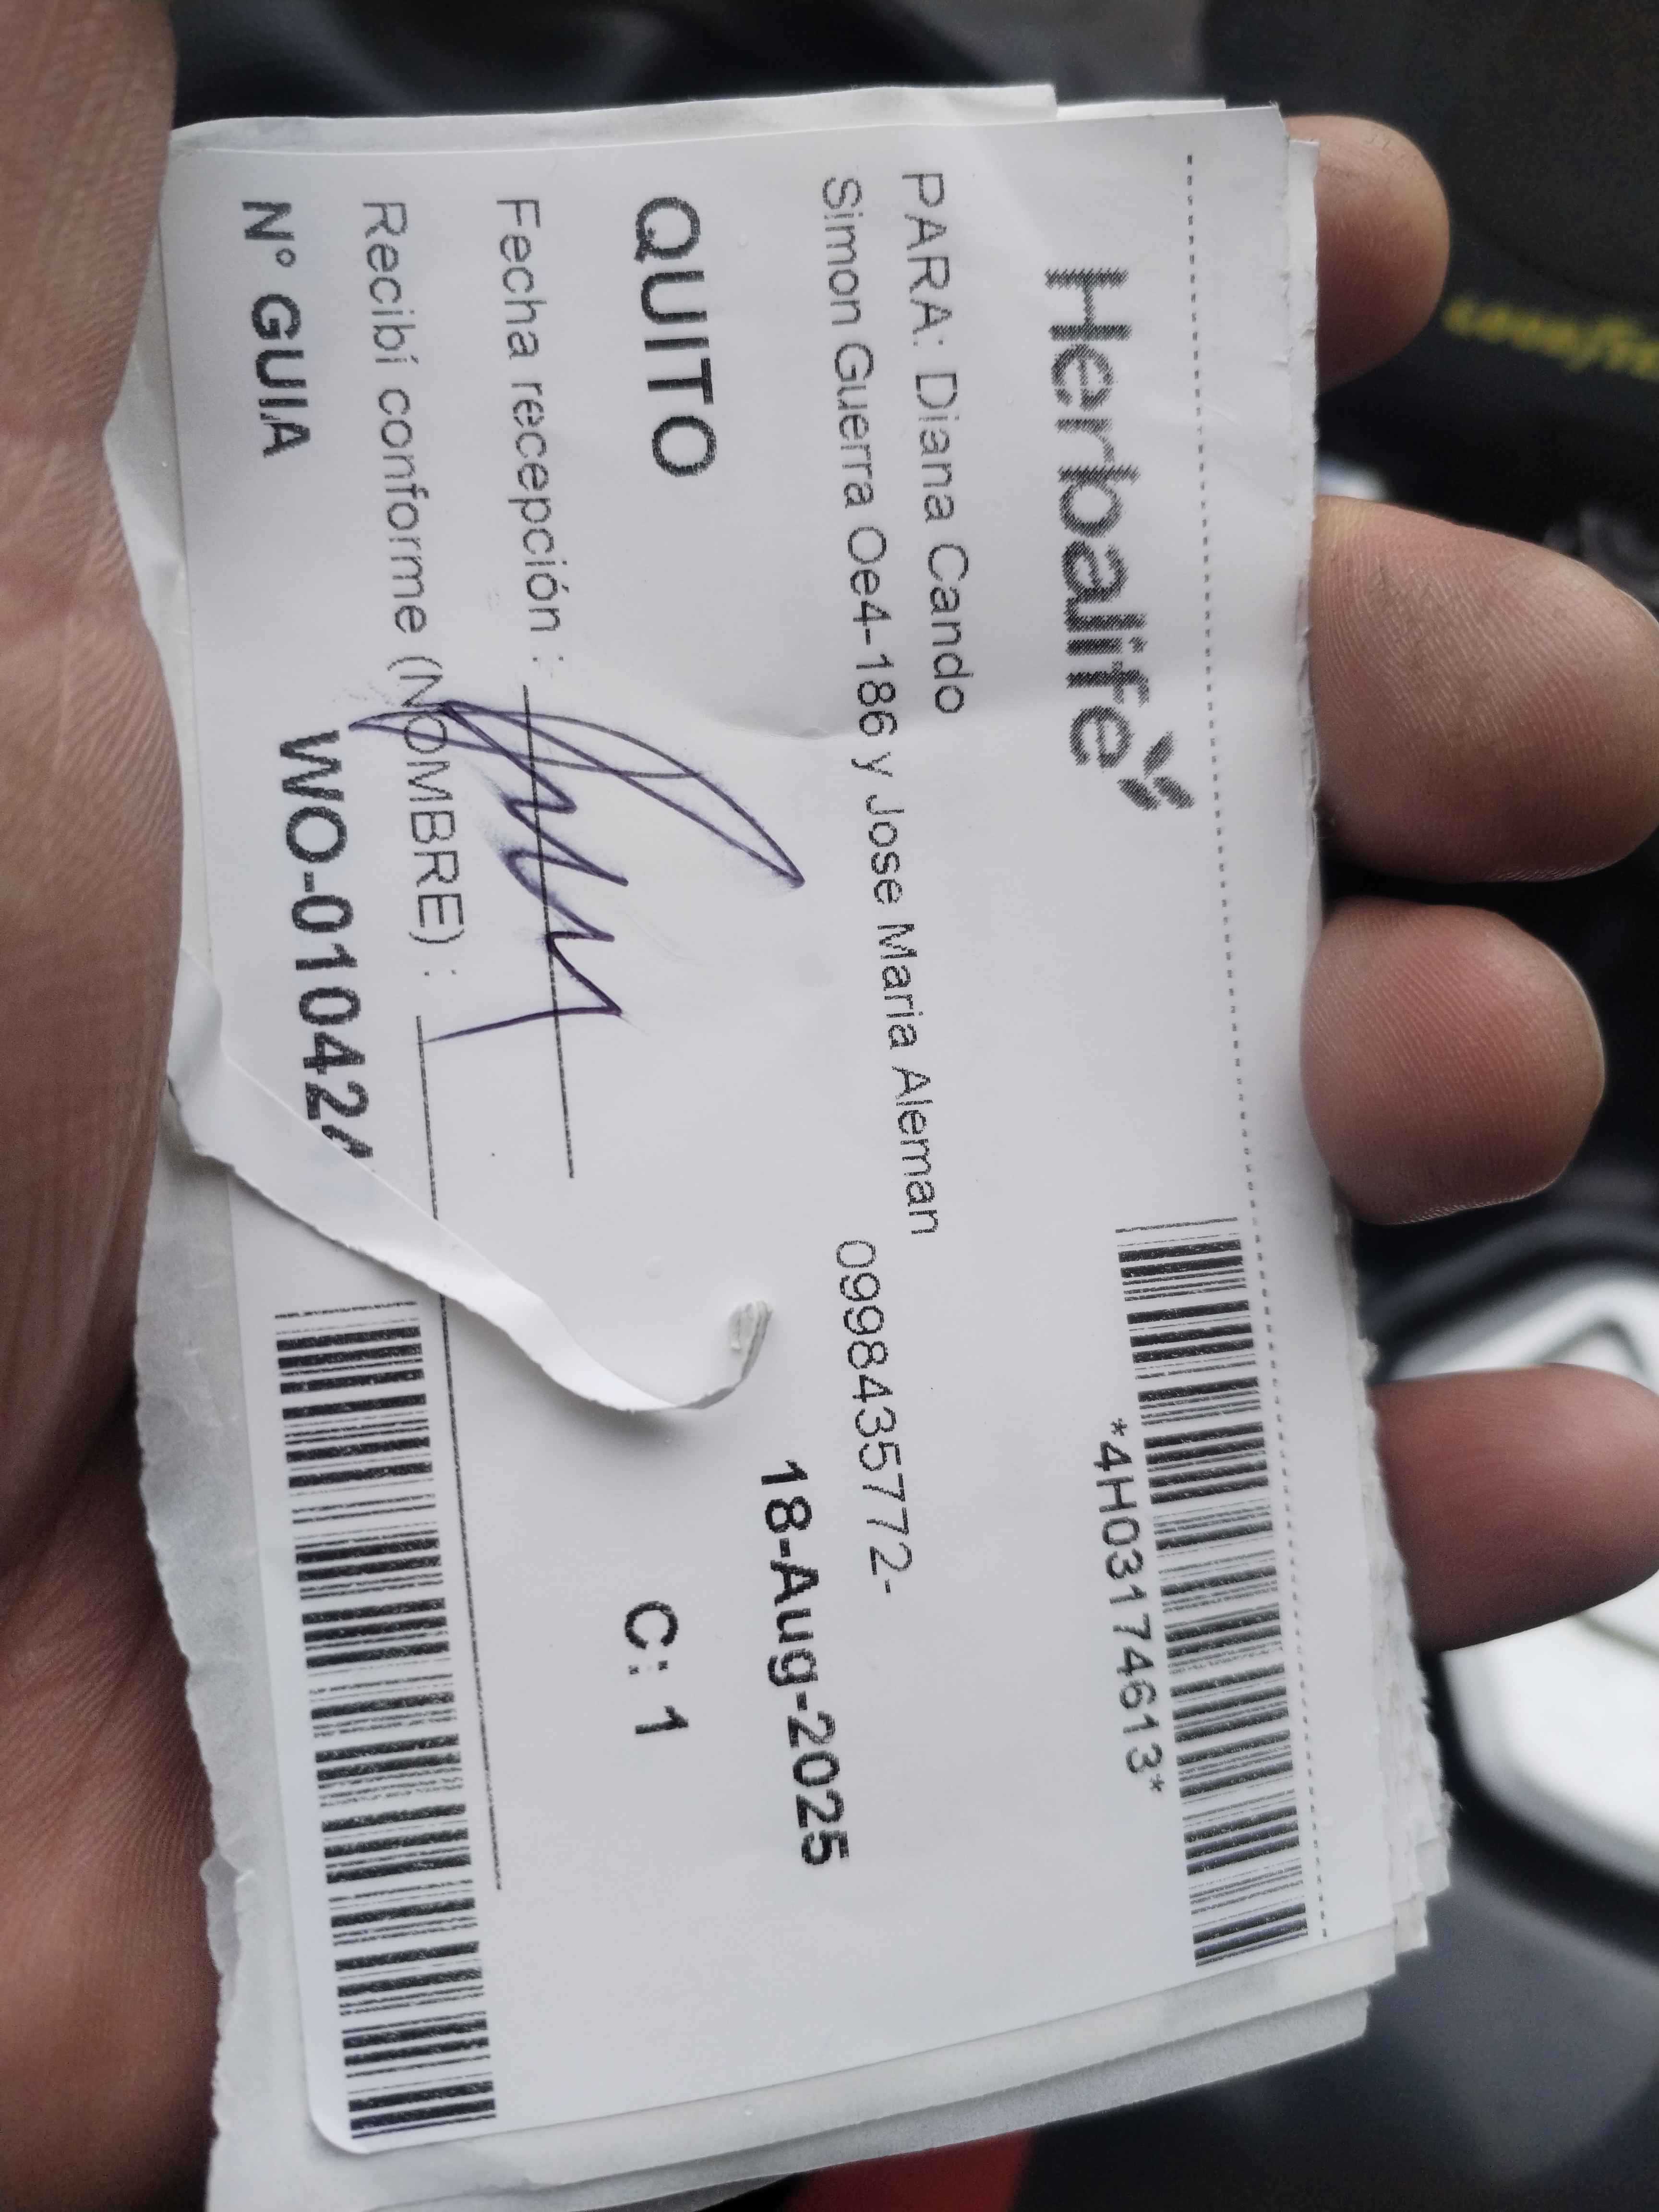 Herbalife
*4H03174613*
PARA: Diana Cando
Simon Guerra Oe4-186 y Jose Maria Aleman 0998435772-
18-Aug-2025
QUITO C: 1
Fecha recepción :
Recibí conforme (NOMBRE) :
N° GUIA